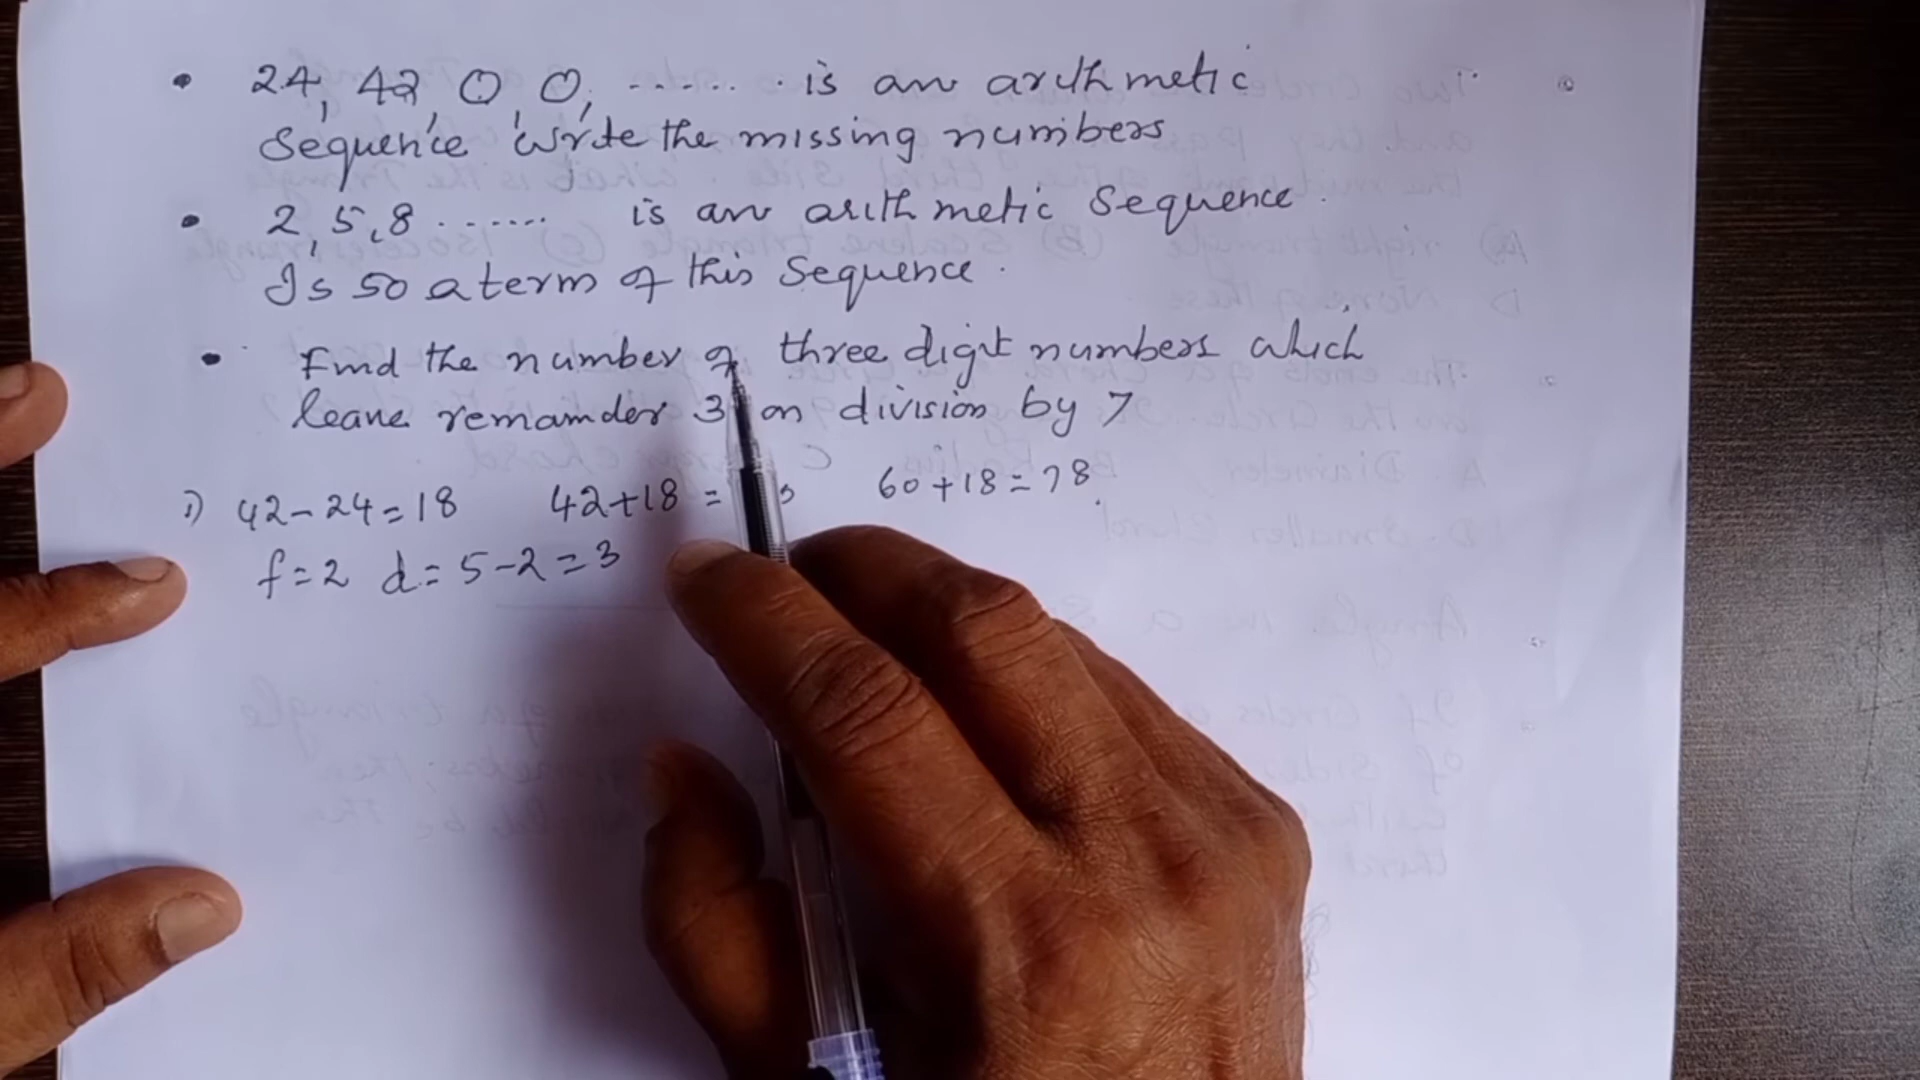 • 24, 42, O, O, ....... is an arithmetic
Sequence Write the missing numbers
• 2, 5, 8 ....... is an arithmetic Sequence.
Is 50 a term of this Sequence.
• Find the number of three digit numbers which
leave remainder 3 on division by 7
1) 42-24=18 42+18= 60+18=78.
f=2 d=5-2=3